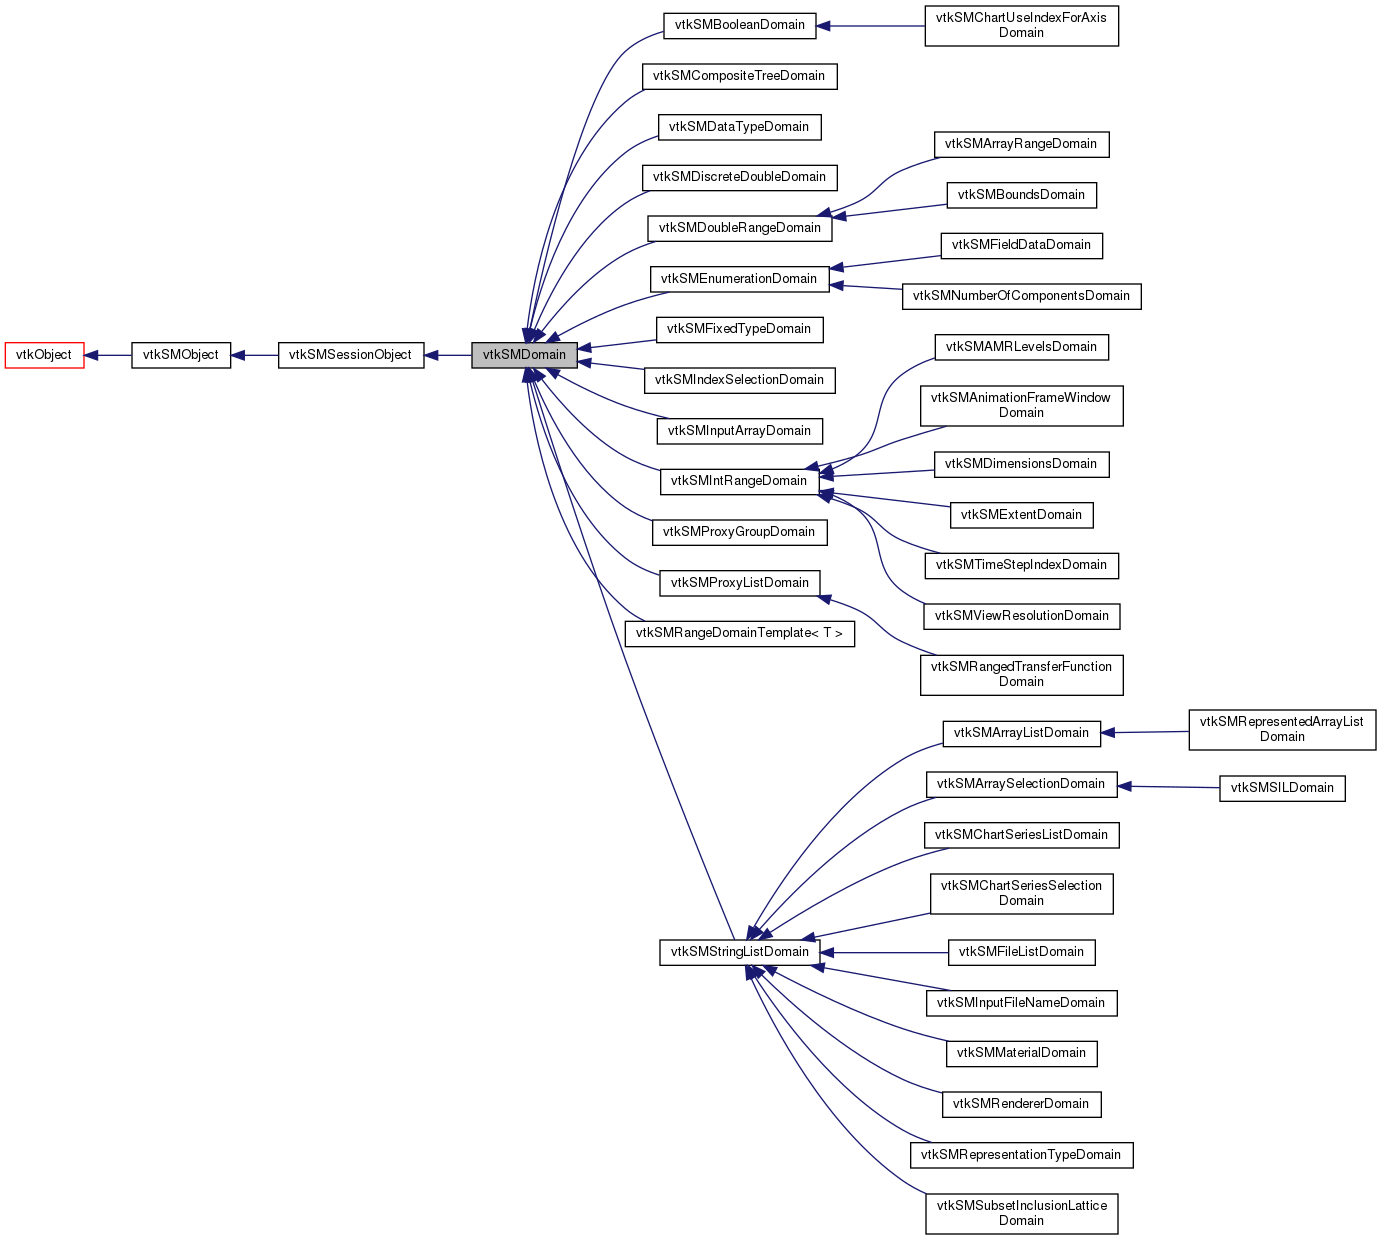 vtkObject
vtkSMObject
vtkSMSessionObject
vtkSMDomain
vtkSMBooleanDomain
vtkSMCompositeTreeDomain
vtkSMDataTypeDomain
vtkSMDiscreteDoubleDomain
vtkSMDoubleRangeDomain
vtkSMEnumerationDomain
vtkSMFixedTypeDomain
vtkSMIndexSelectionDomain
vtkSMInputArrayDomain
vtkSMIntRangeDomain
vtkSMProxyGroupDomain
vtkSMProxyListDomain
vtkSMRangeDomainTemplate< T >
vtkSMStringListDomain
vtkSMChartUseIndexForAxis
Domain
vtkSMArrayRangeDomain
vtkSMBoundsDomain
vtkSMFieldDataDomain
vtkSMNumberOfComponentsDomain
vtkSMAMRLevelsDomain
vtkSMAnimationFrameWindow
Domain
vtkSMDimensionsDomain
vtkSMExtentDomain
vtkSMTimeStepIndexDomain
vtkSMViewResolutionDomain
vtkSMRangedTransferFunction
Domain
vtkSMArrayListDomain
vtkSMArraySelectionDomain
vtkSMChartSeriesListDomain
vtkSMChartSeriesSelection
Domain
vtkSMFileListDomain
vtkSMInputFileNameDomain
vtkSMMaterialDomain
vtkSMRendererDomain
vtkSMRepresentationTypeDomain
vtkSMSubsetInclusionLattice
Domain
vtkSMRepresentedArrayList
Domain
vtkSMSILDomain